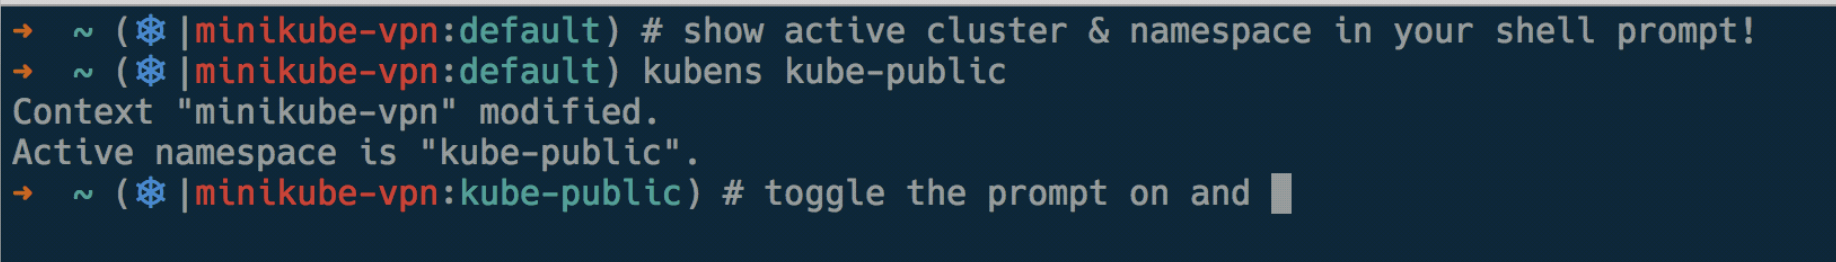 ➜ ~ (☸ |minikube-vpn:default) # show active cluster & namespace in your shell prompt!
➜ ~ (☸ |minikube-vpn:default) kubens kube-public
Context "minikube-vpn" modified.
Active namespace is "kube-public".
➜ ~ (☸ |minikube-vpn:kube-public) # toggle the prompt on and